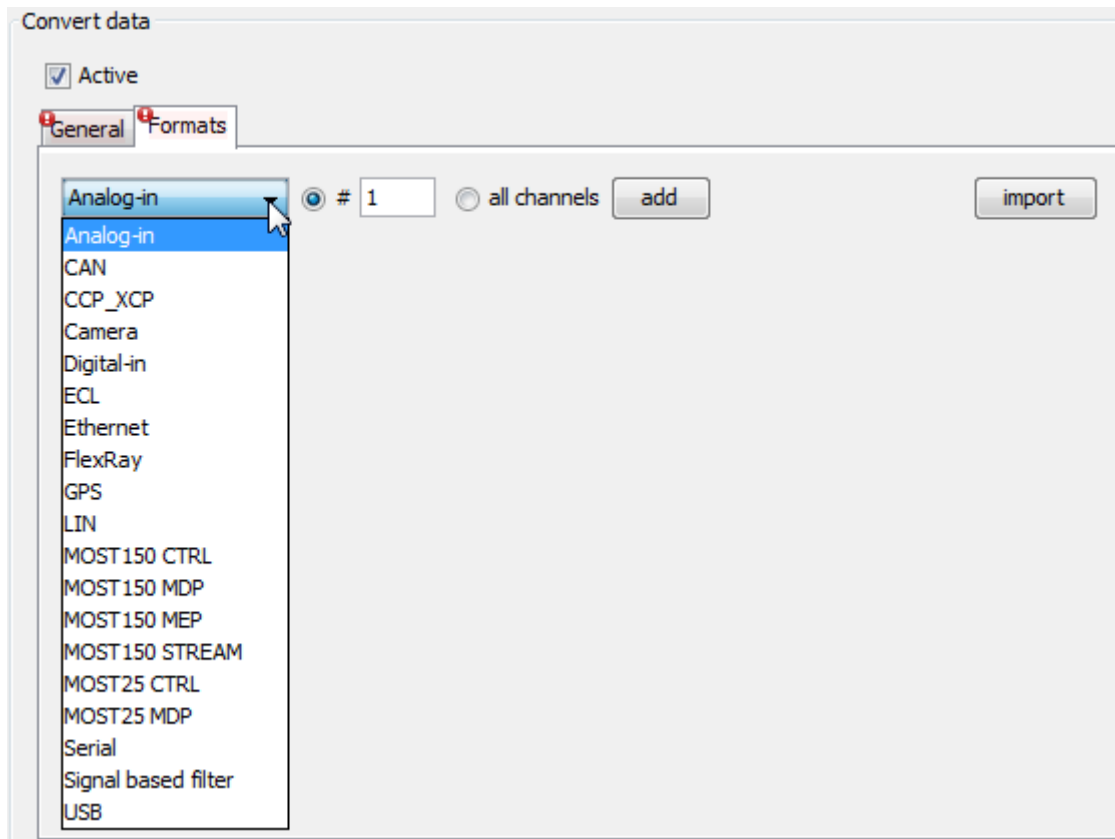 Convert data
Active
General Formats
Analog-in # 1 all channels add import
Analog-in
CAN
CCP_XCP
Camera
Digital-in
ECL
Ethernet
FlexRay
GPS
LIN
MOST150 CTRL
MOST150 MDP
MOST150 MEP
MOST150 STREAM
MOST25 CTRL
MOST25 MDP
Serial
Signal based filter
USB